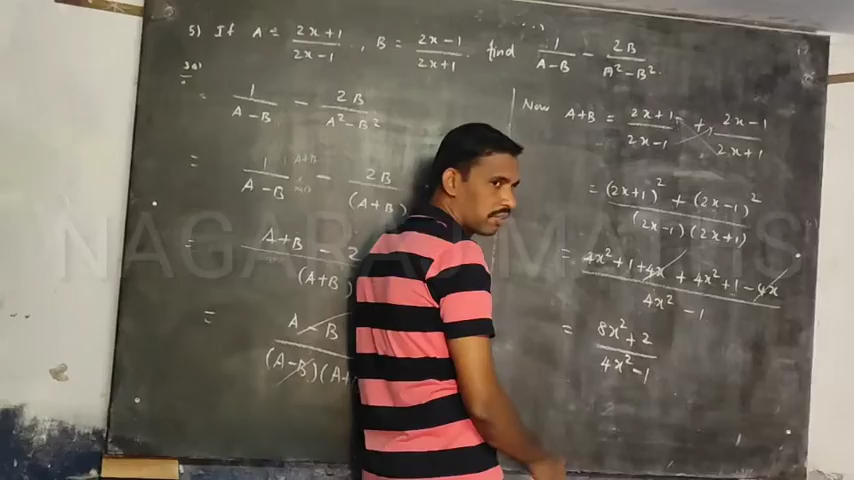 5) If A = 2x+1/2x-1, B = 2x-1/2x+1 find 1/A-B - 2B/A²-B²
Sol
= 1/A-B - 2B/A²-B²
= 1/A-B × A+B/A+B - 2B/(A+B)
= A+B - 2/(A+B)
= A-B/(A-B)(A+
Now A+B = 2x+1/2x-1 + 2x-1/2x+1
= (2x+1)² + (2x-1)²/(2x-1)(2x+1)
= 4x²+1+4x + 4x²+1-4x/4x²-1
= 8x²+2/4x²-1
NAGARAJ MATHS